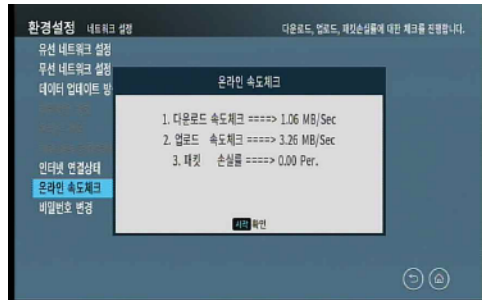 환경설정 네트워크 설정
다운로드, 업로드, 패킷손실률에 대한 체크를 진행합니다.
유선 네트워크 설정
무선 네트워크 설정
데이터 업데이트 방
온라인 속도체크
1. 다운로드 속도체크 ====> 1.06 MB/Sec
2. 업로드 속도체크 ====> 3.26 MB/Sec
3. 패킷 손실률 ====> 0.00 Per.
시작 확인
인터넷 연결상태
온라인 속도체크
비밀번호 변경